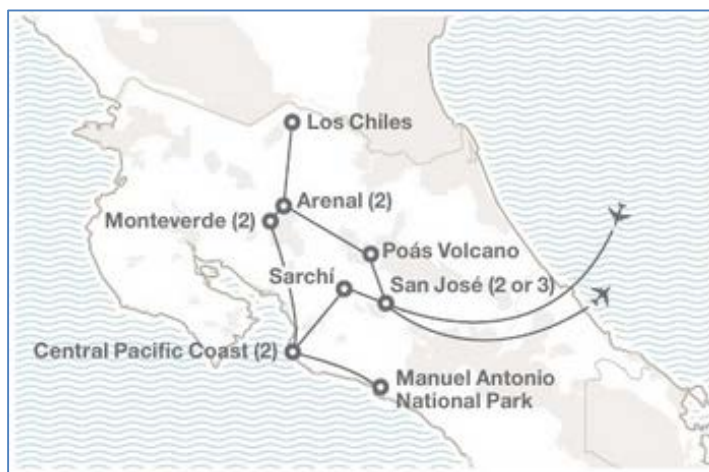 Los Chiles
Arenal (2)
Monteverde (2)
Poás Volcano
Sarchí
San José (2 or 3)
Central Pacific Coast (2)
Manuel Antonio
National Park